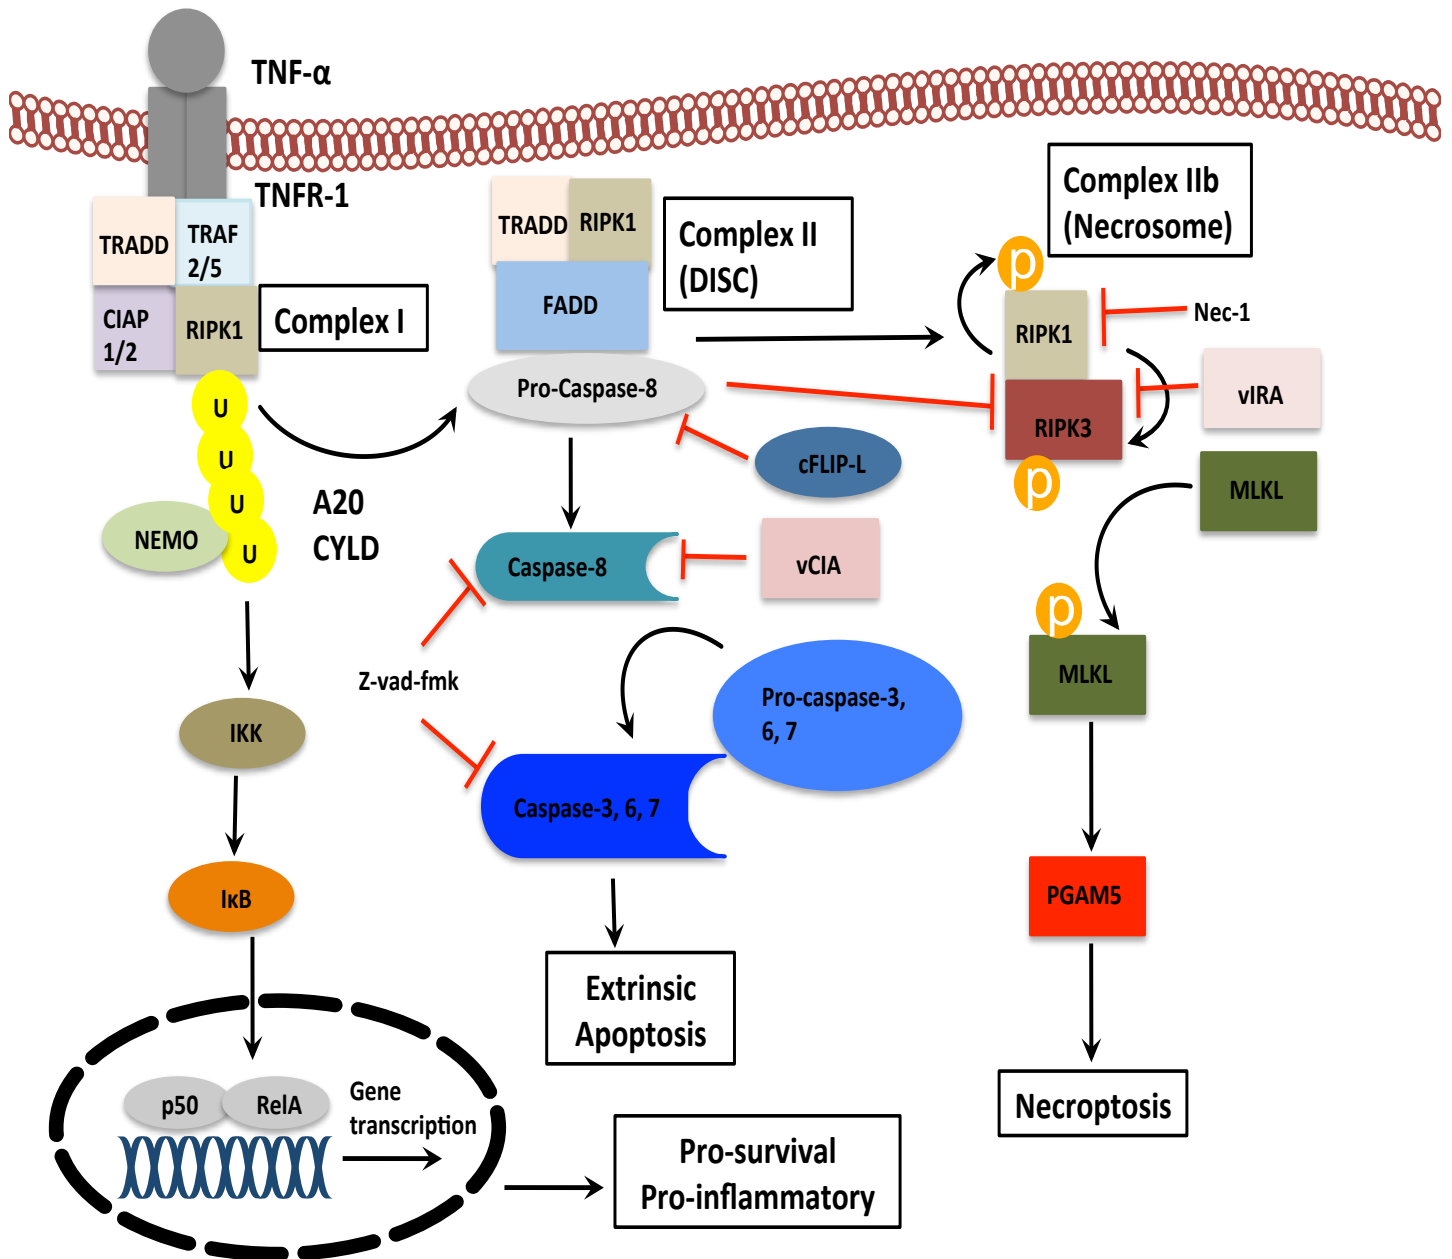 TNF-α
TNFR-1
TRADD
TRAF
2/5
CIAP
1/2
RIPK1
Complex I
U
U
U
U
NEMO
A20
CYLD
IKK
IκB
p50
RelA
Gene
transcription
Pro-survival
Pro-inflammatory
TRADD
RIPK1
FADD
Complex II
(DISC)
Pro-Caspase-8
cFLIP-L
Caspase-8
vCIA
Z-vad-fmk
Pro-caspase-3,
6, 7
Caspase-3, 6, 7
Extrinsic
Apoptosis
Complex IIb
(Necrosome)
p
RIPK1
Nec-1
RIPK3
vIRA
p
MLKL
p
MLKL
PGAM5
Necroptosis